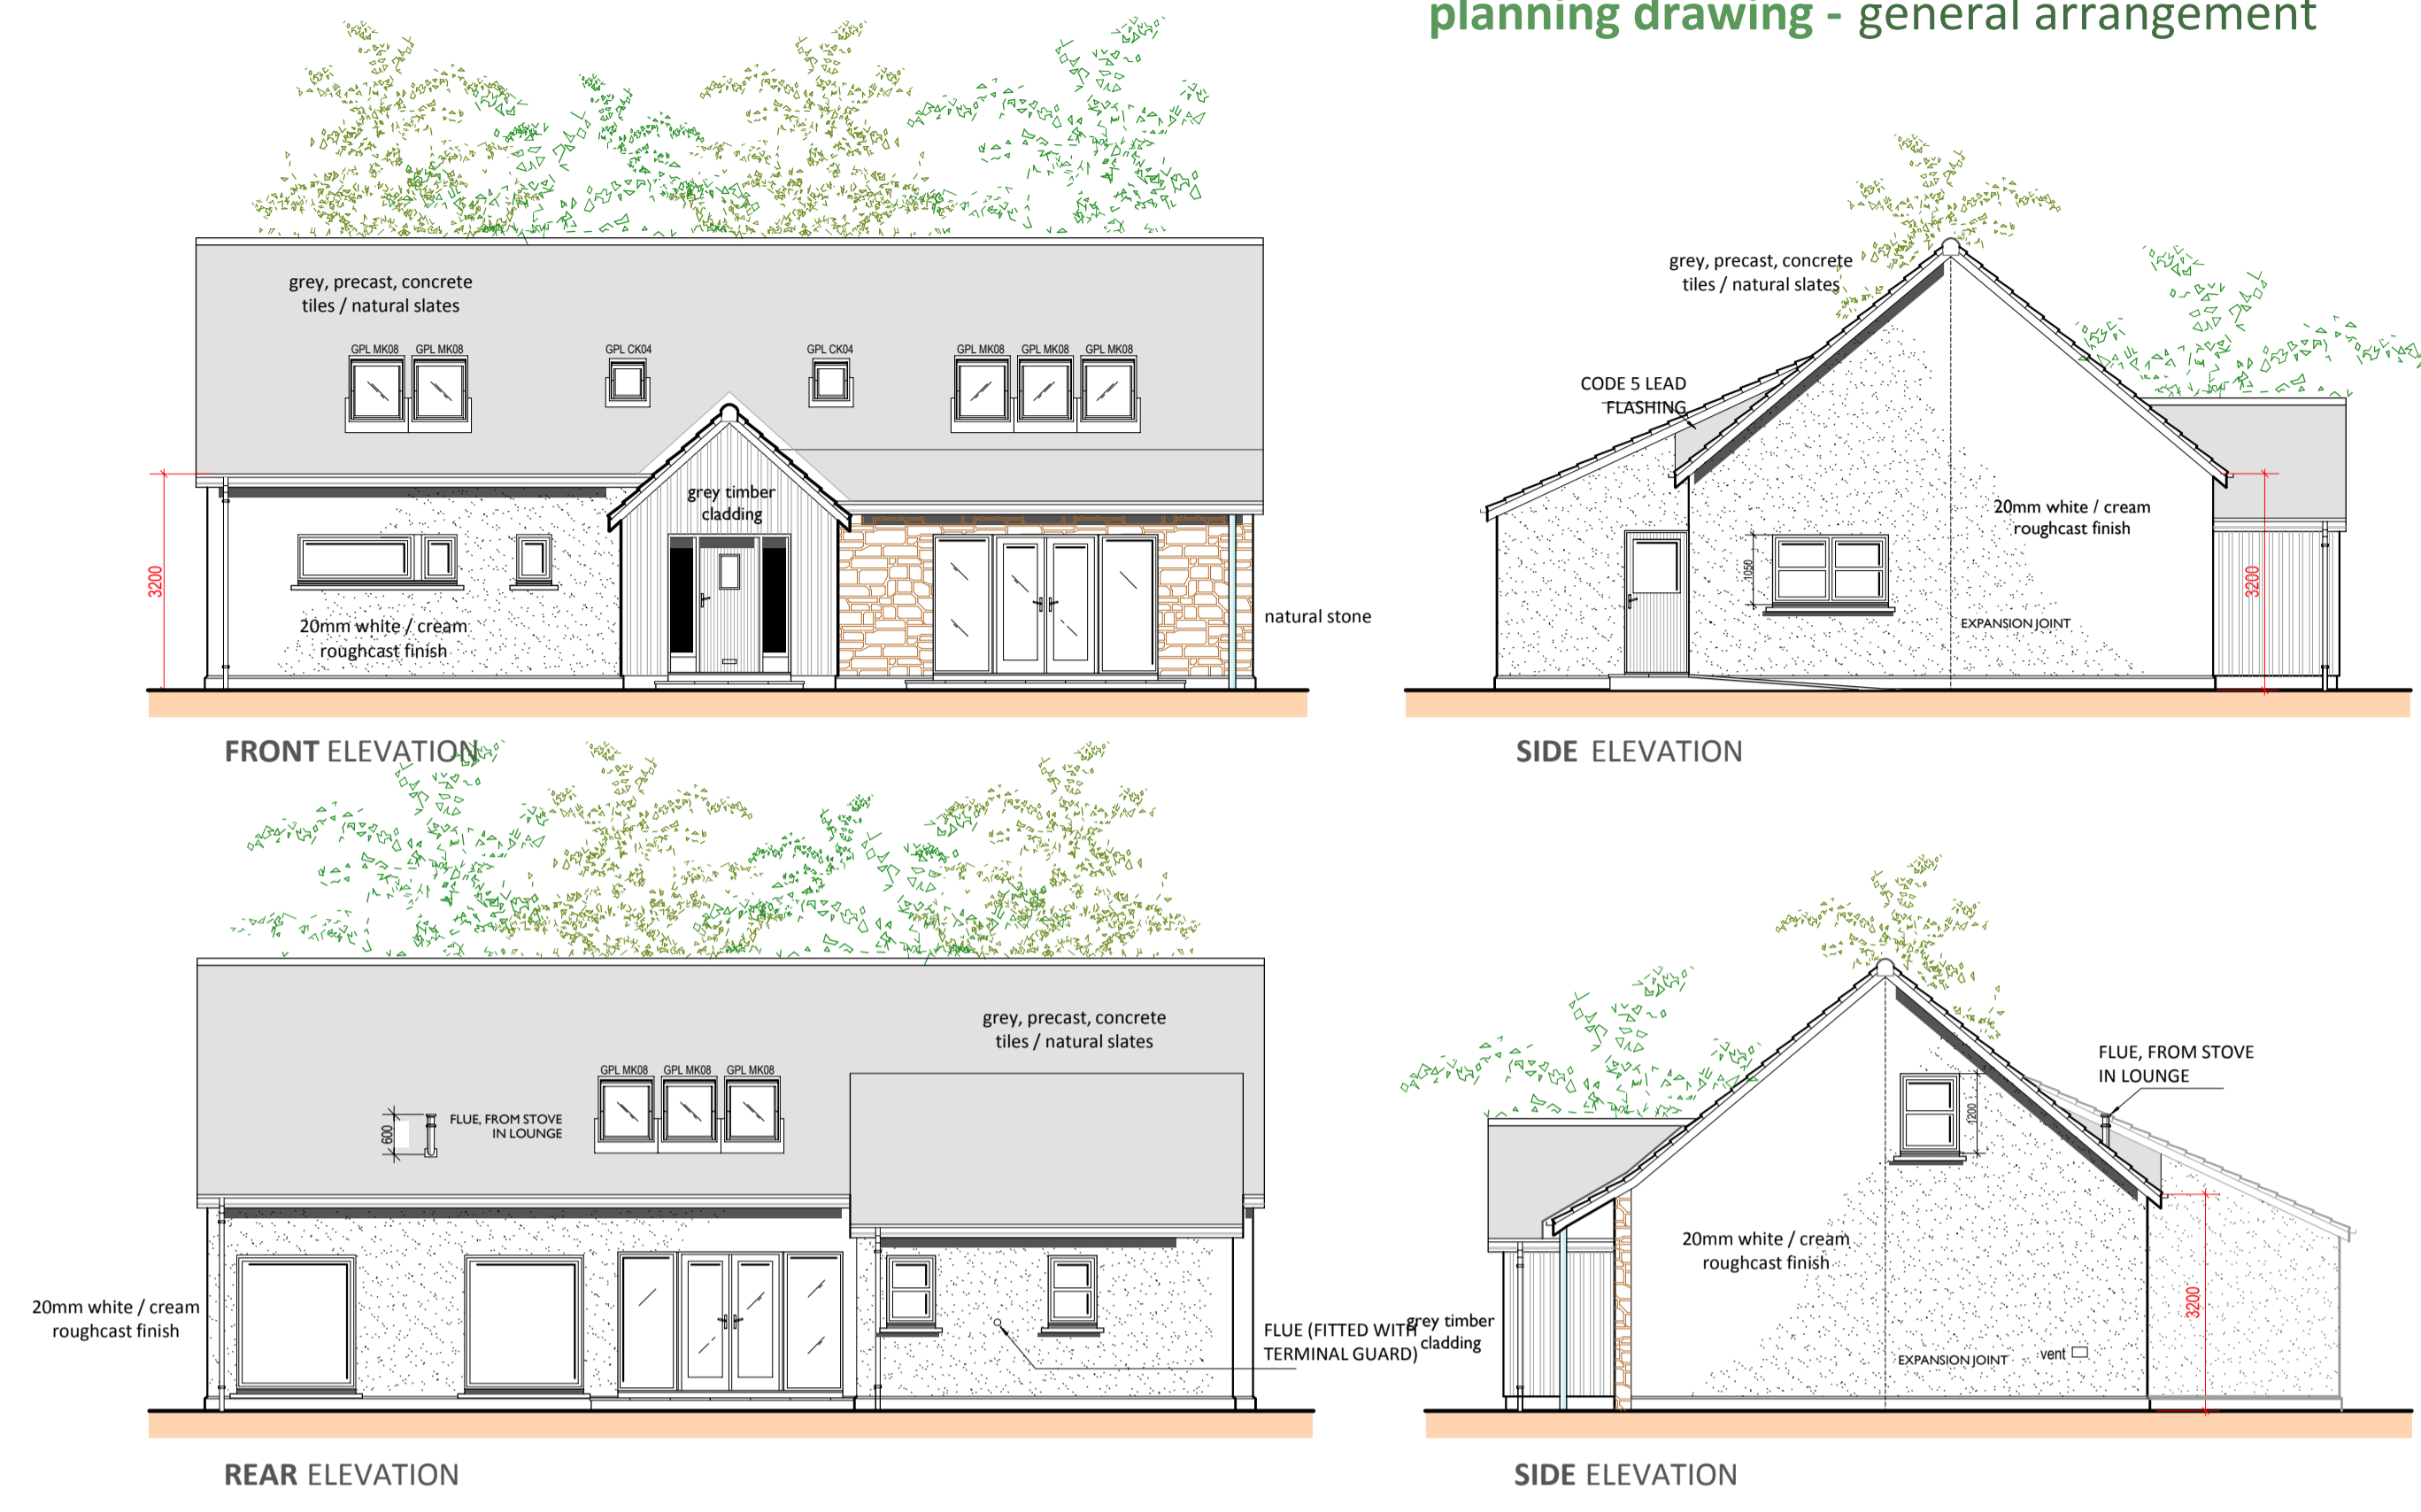 planning drawing - general arrangement
grey, precast, concrete
tiles / natural slates
GPL MK08 GPL MK08
GPL CK04
GPL CK04
GPL MK08 GPL MK08 GPL MK08
grey timber
cladding
3200
20mm white / cream
roughcast finish
natural stone
FRONT ELEVATION
grey, precast, concrete
tiles / natural slates
CODE 5 LEAD
FLASHING
20mm white / cream
roughcast finish
1050
3200
EXPANSION JOINT
SIDE ELEVATION
grey, precast, concrete
tiles / natural slates
GPL MK08 GPL MK08 GPL MK08
600
FLUE, FROM STOVE
IN LOUNGE
20mm white / cream
roughcast finish
FLUE (FITTED WITH
TERMINAL GUARD)
REAR ELEVATION
FLUE, FROM STOVE
IN LOUNGE
1200
20mm white / cream
roughcast finish
3200
grey timber
cladding
EXPANSION JOINT
vent
SIDE ELEVATION